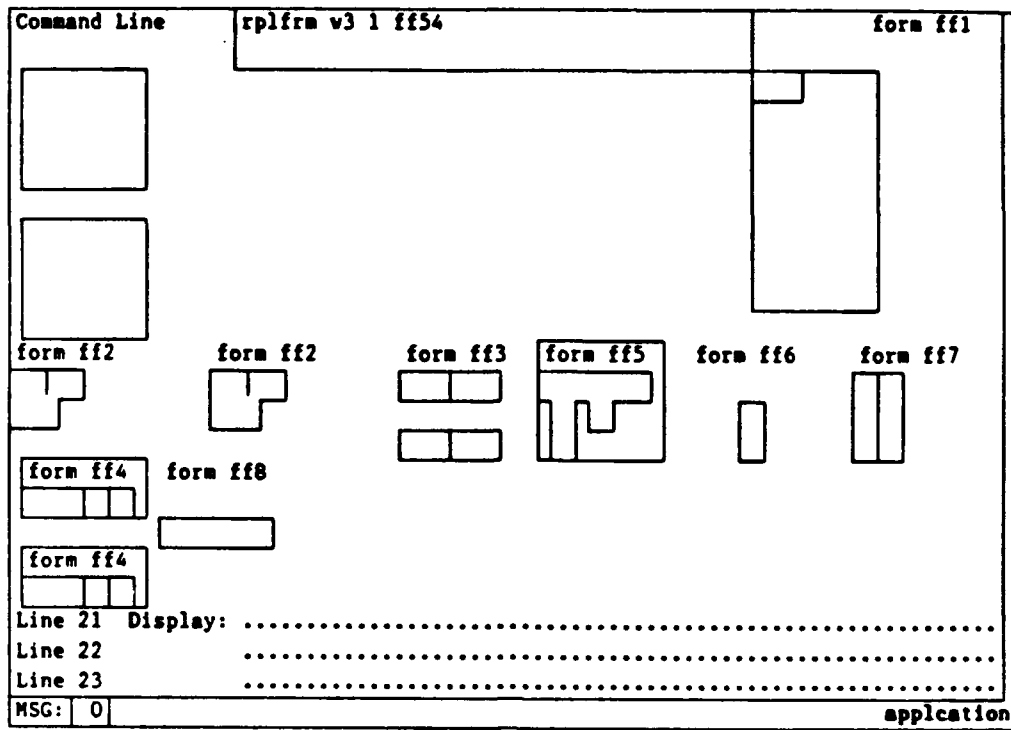 Command Line rplfrm w3 1 ff54 form ff1
form ff2 form ff2 form ff3 form ff5 form ff6 form ff7
form ff4 form ff8
form ff4
Line 21 Display: ................................................................
Line 22 ................................................................
Line 23 ................................................................
MSG: 0 applcation